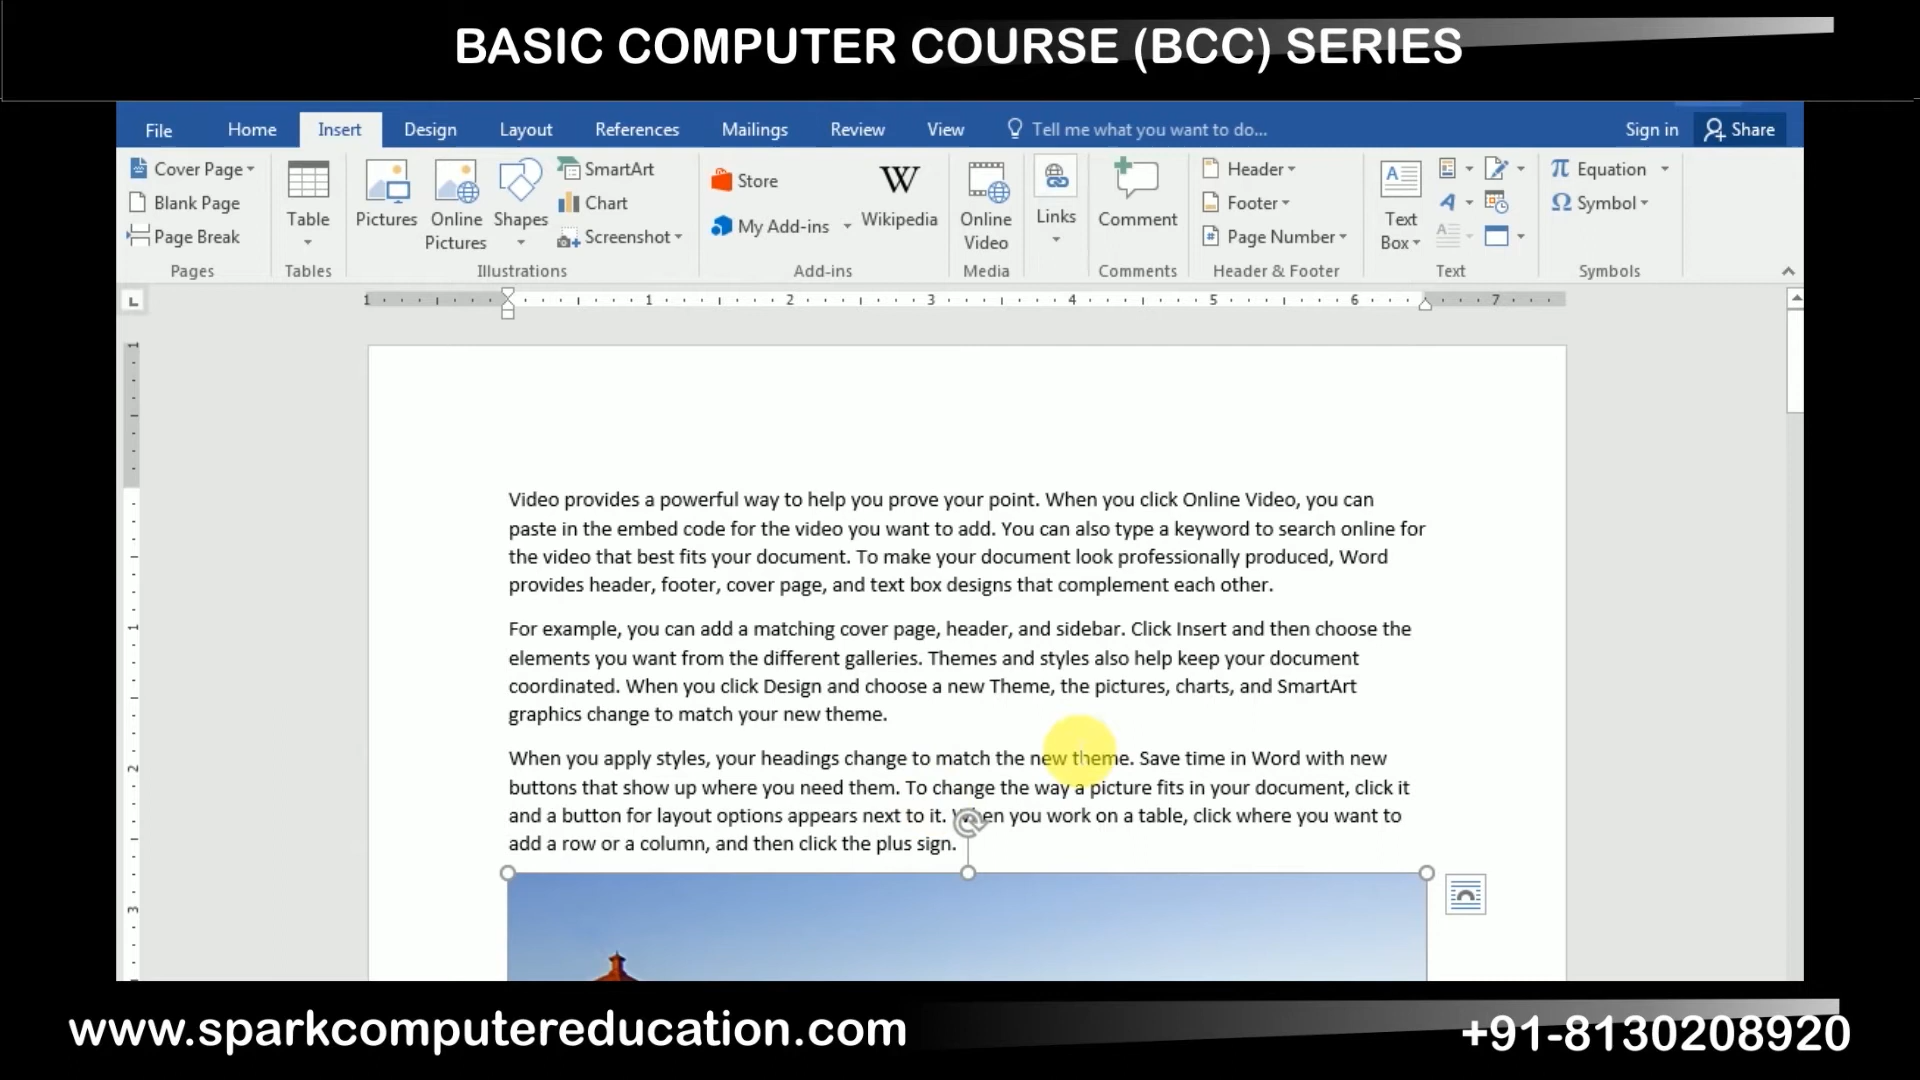 BASIC COMPUTER COURSE (BCC) SERIES
File Home Insert Design Layout References Mailings Review View Tell me what you want to do... Sign in Share
Cover Page
Blank Page
Page Break
Pages
Table
Tables
Pictures
Online
Pictures
Shapes
SmartArt
Chart
Screenshot
Illustrations
Store
My Add-ins
W
Wikipedia
Add-ins
Online
Video
Media
Links
Comment
Comments
Header
Footer
Page Number
Header & Footer
Text
Box
Text
π Equation
Ω Symbol
Symbols
1 1 2 3 4 5 6 7
1
1
2
3
Video provides a powerful way to help you prove your point. When you click Online Video, you can
paste in the embed code for the video you want to add. You can also type a keyword to search online for
the video that best fits your document. To make your document look professionally produced, Word
provides header, footer, cover page, and text box designs that complement each other.
For example, you can add a matching cover page, header, and sidebar. Click Insert and then choose the
elements you want from the different galleries. Themes and styles also help keep your document
coordinated. When you click Design and choose a new Theme, the pictures, charts, and SmartArt
graphics change to match your new theme.
When you apply styles, your headings change to match the new theme. Save time in Word with new
buttons that show up where you need them. To change the way a picture fits in your document, click it
and a button for layout options appears next to it. When you work on a table, click where you want to
add a row or a column, and then click the plus sign.
www.sparkcomputereducation.com
+91-8130208920